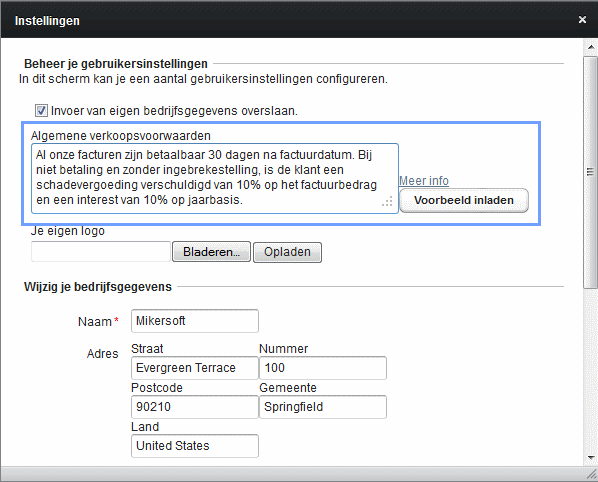 Instellingen
Beheer je gebruikersinstellingen
In dit scherm kan je een aantal gebruikersinstellingen configureren.
Invoer van eigen bedrijfsgegevens overslaan.
Algemene verkoopsvoorwaarden
Al onze facturen zijn betaalbaar 30 dagen na factuurdatum. Bij
niet betaling en zonder ingebrekestelling, is de klant een
schadevergoeding verschuldigd van 10% op het factuurbedrag
en een interest van 10% op jaarbasis.
Meer info
Voorbeeld inladen
Je eigen logo
Bladeren... Opladen
Wijzig je bedrijfsgegevens
Naam * Mikersoft
Adres Straat Nummer
Evergreen Terrace 100
Postcode Gemeente
90210 Springfield
Land
United States